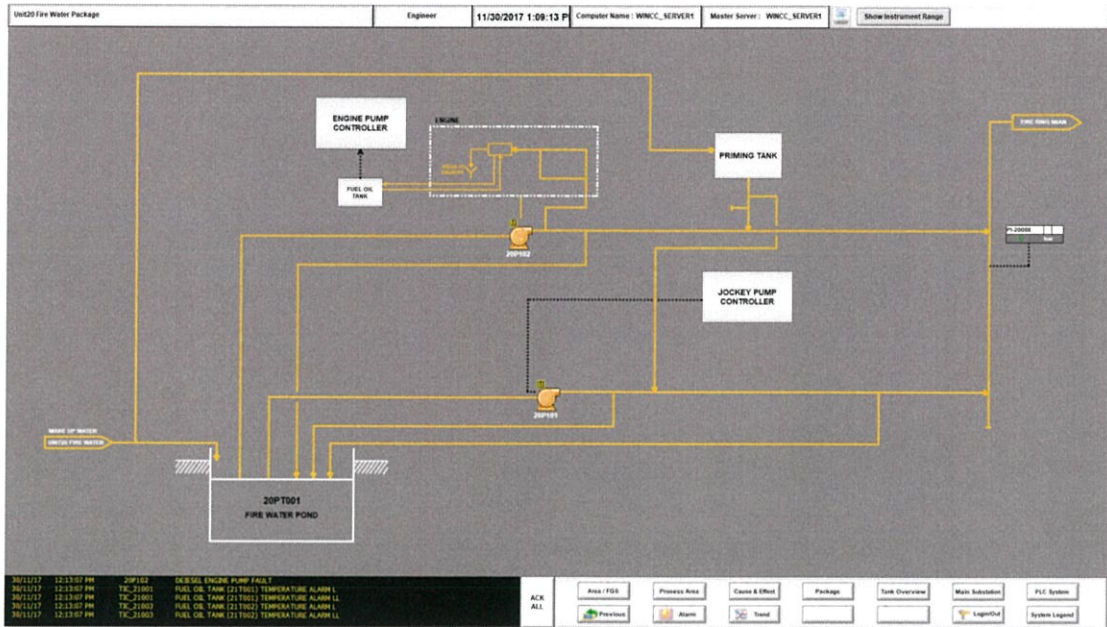 Unit20 Fire Water Package
Engineer
11/30/2017 1:09:13 P
Computer Name : WINCC_SERVER1
Master Server : WINCC_SERVER1
Show Instrument Range
ENGINE PUMP
CONTROLLER
ENGINE
FUEL OIL
TANK
PRIMING TANK
FIRE RING MAIN
20P102
PI-20008
bar
JOCKEY PUMP
CONTROLLER
20P101
MAKE UP WATER
UNIT20 FIRE WATER
20PT001
FIRE WATER POND
30/11/17 12:13:07 PM 20P102 DEIESEL ENGINE PUMP FAULT
30/11/17 12:13:07 PM TIC_21001 FUEL OIL TANK (21T001) TEMPERATURE ALARM L
30/11/17 12:13:07 PM TIC_21001 FUEL OIL TANK (21T001) TEMPERATURE ALARM LL
30/11/17 12:13:07 PM TIC_21002 FUEL OIL TANK (21T002) TEMPERATURE ALARM L
30/11/17 12:13:07 PM TIC_21003 FUEL OIL TANK (21T002) TEMPERATURE ALARM LL
ACK
ALL
Area / FGS
Process Area
Cause & Effect
Package
Tank Overview
Main Substation
PLC System
Previous
Alarm
Trend
Login/Out
System Legend